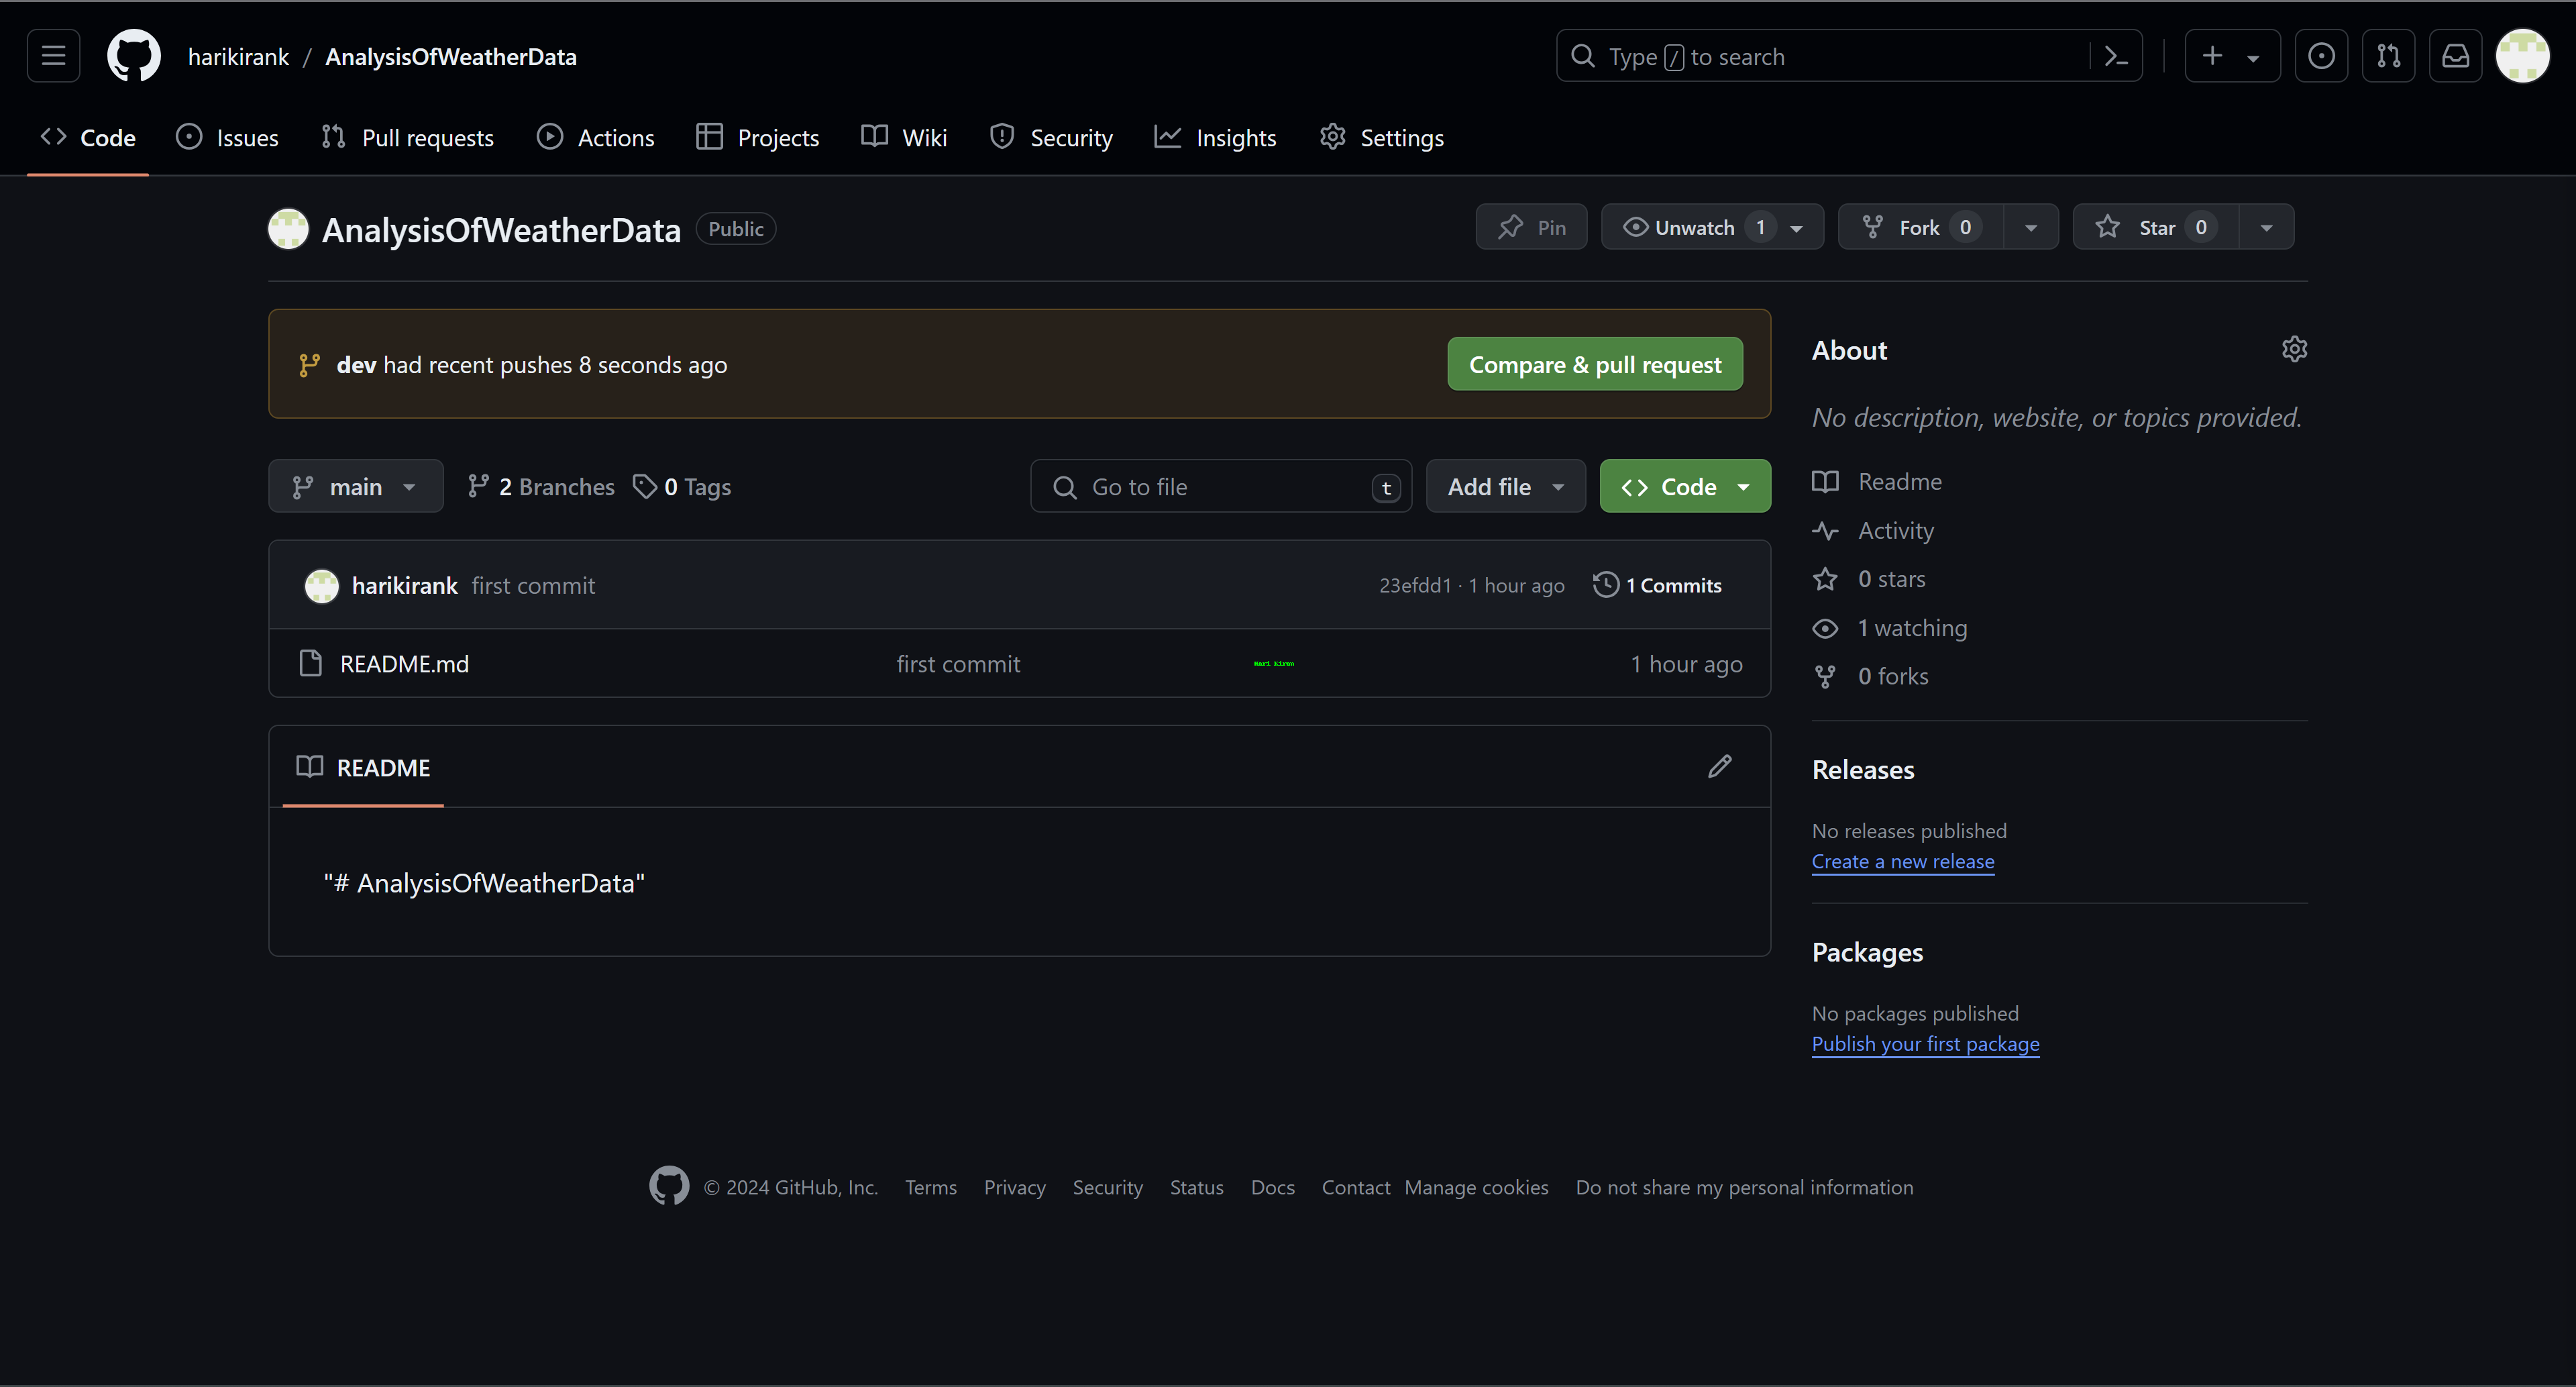 harikirank / AnalysisOfWeatherData
Type / to search
Code Issues Pull requests Actions Projects Wiki Security Insights Settings
AnalysisOfWeatherData Public
Pin Unwatch 1 Fork 0 Star 0
dev had recent pushes 8 seconds ago
Compare & pull request
main 2 Branches 0 Tags
Go to file t
Add file
Code
harikirank first commit
23efdd1 · 1 hour ago 1 Commits
README.md first commit Hari Kiran 1 hour ago
README
"# AnalysisOfWeatherData"
About
No description, website, or topics provided.
Readme
Activity
0 stars
1 watching
0 forks
Releases
No releases published
Create a new release
Packages
No packages published
Publish your first package
© 2024 GitHub, Inc. Terms Privacy Security Status Docs Contact Manage cookies Do not share my personal information